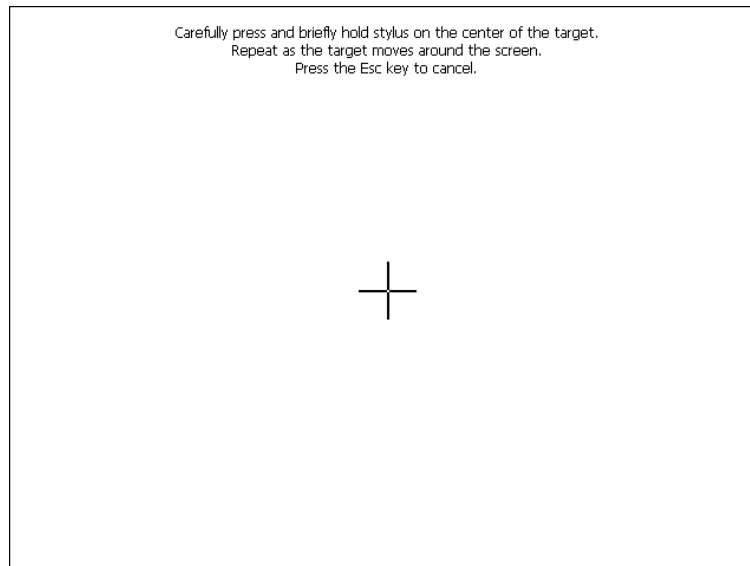 Carefully press and briefly hold stylus on the center of the target.
Repeat as the target moves around the screen.
Press the Esc key to cancel.